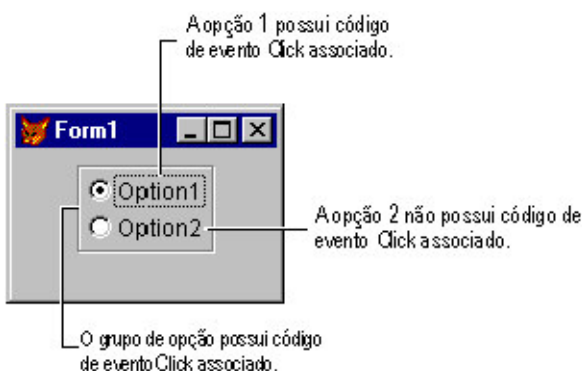 A opção 1 possui código
de evento Click associado.
Form1
Option1
Option2
A opção 2 não possui código de
evento Click associado.
O grupo de opção possui código
de evento Click associado.